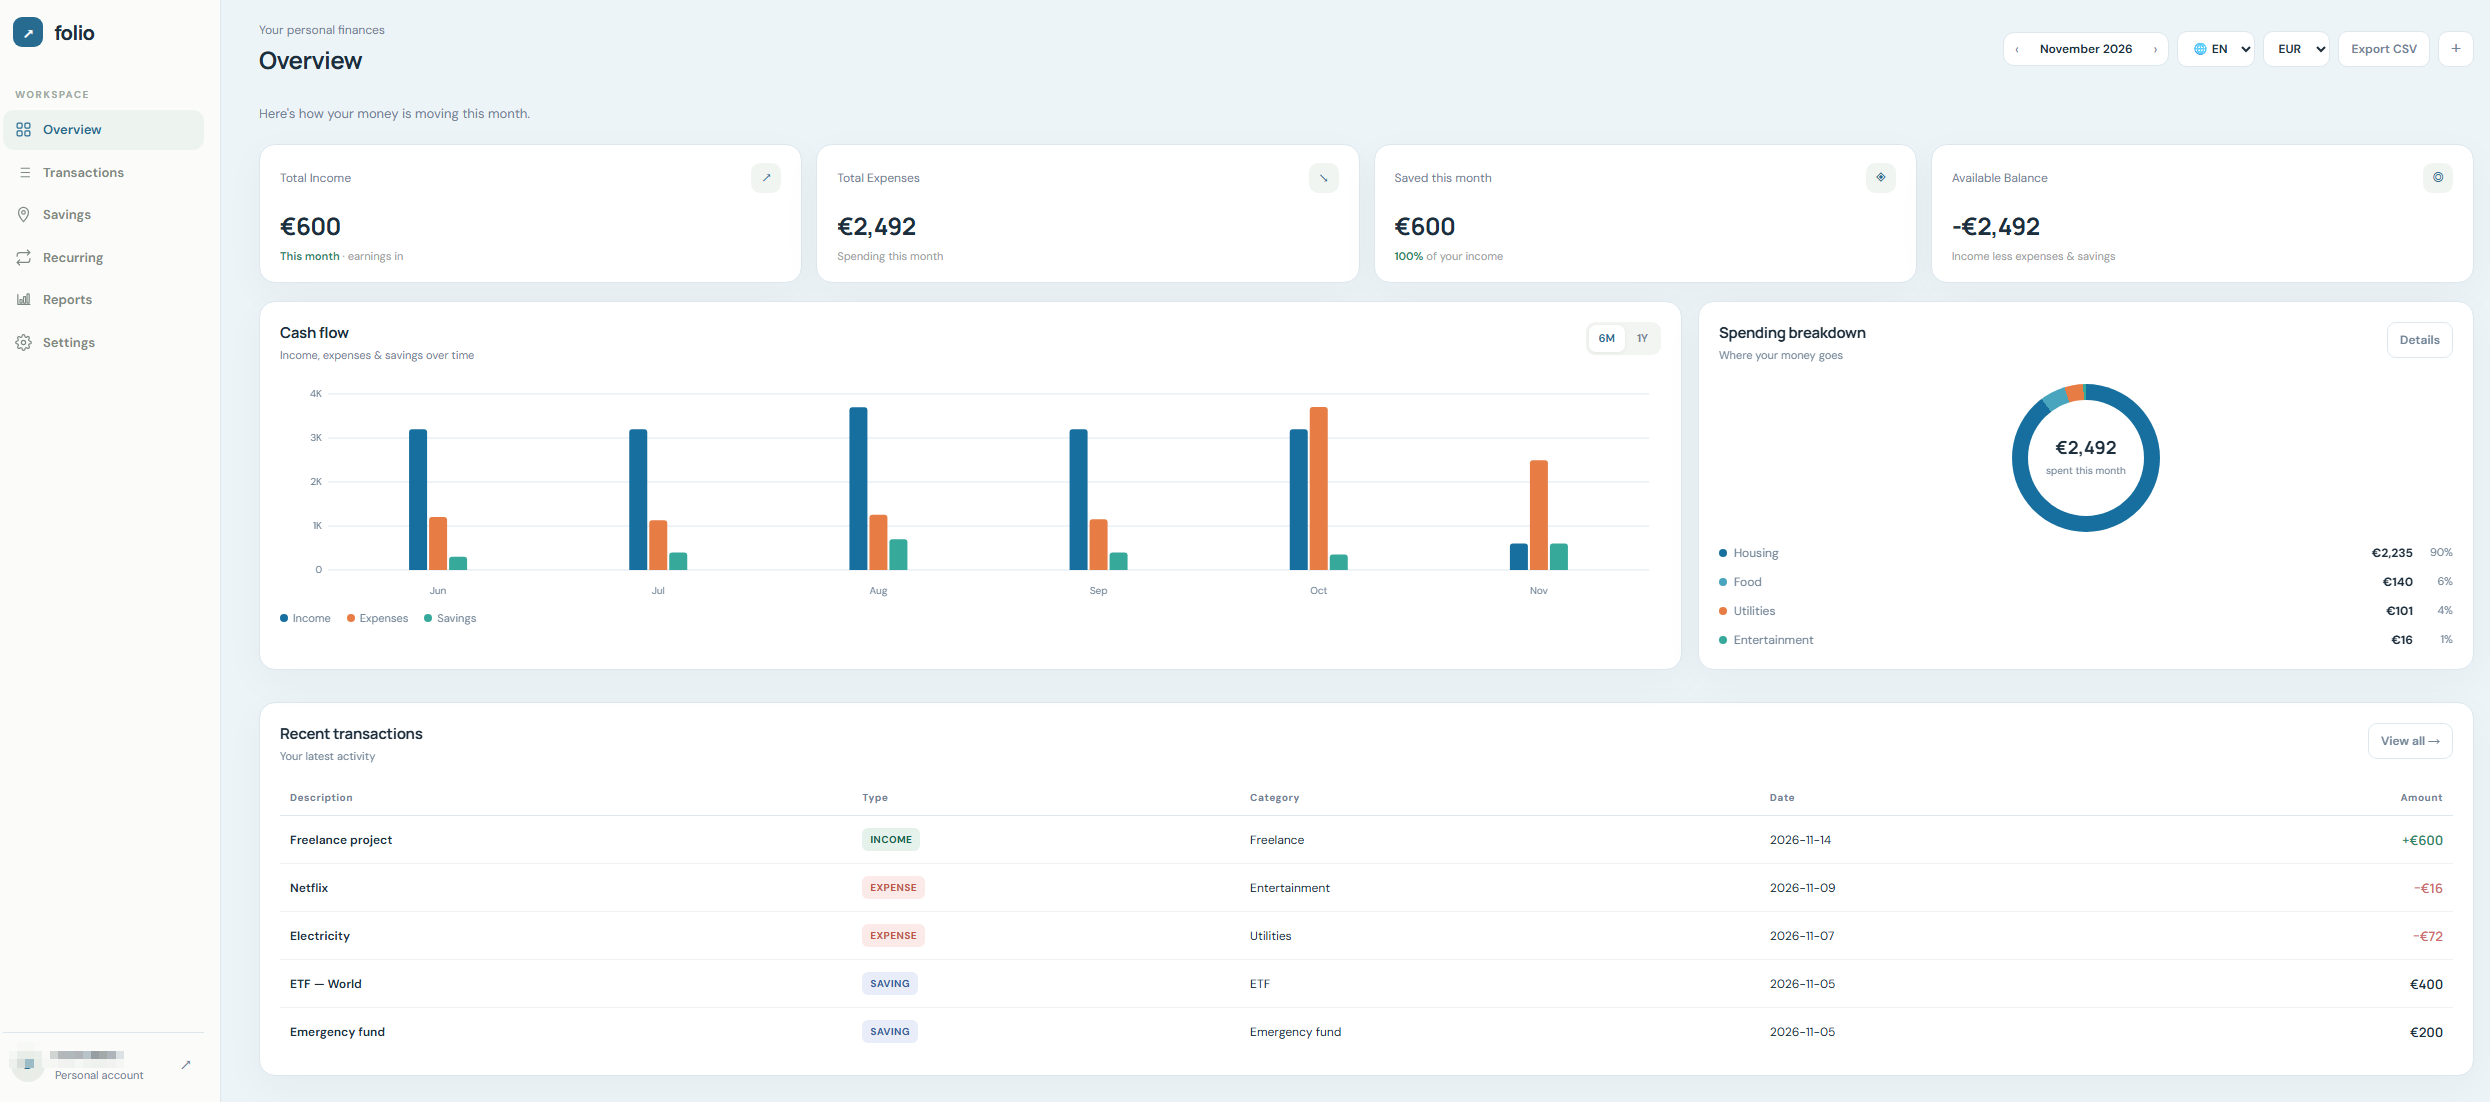 folio
WORKSPACE
Overview
Transactions
Savings
Recurring
Reports
Settings
Personal account
Your personal finances
Overview
November 2026
EN
EUR
Export CSV
+
Here's how your money is moving this month.
Total Income
€600
This month · earnings in
Total Expenses
€2,492
Spending this month
Saved this month
€600
100% of your income
Available Balance
-€2,492
Income less expenses & savings
Cash flow
Income, expenses & savings over time
6M 1Y
4K
3K
2K
1K
0
Jun Jul Aug Sep Oct Nov
Income Expenses Savings
Spending breakdown
Where your money goes
Details
€2,492
spent this month
Housing €2,235 90%
Food €140 6%
Utilities €101 4%
Entertainment €16 1%
Recent transactions
Your latest activity
View all →
Description Type Category Date Amount
Freelance project INCOME Freelance 2026-11-14 +€600
Netflix EXPENSE Entertainment 2026-11-09 -€16
Electricity EXPENSE Utilities 2026-11-07 -€72
ETF — World SAVING ETF 2026-11-05 €400
Emergency fund SAVING Emergency fund 2026-11-05 €200